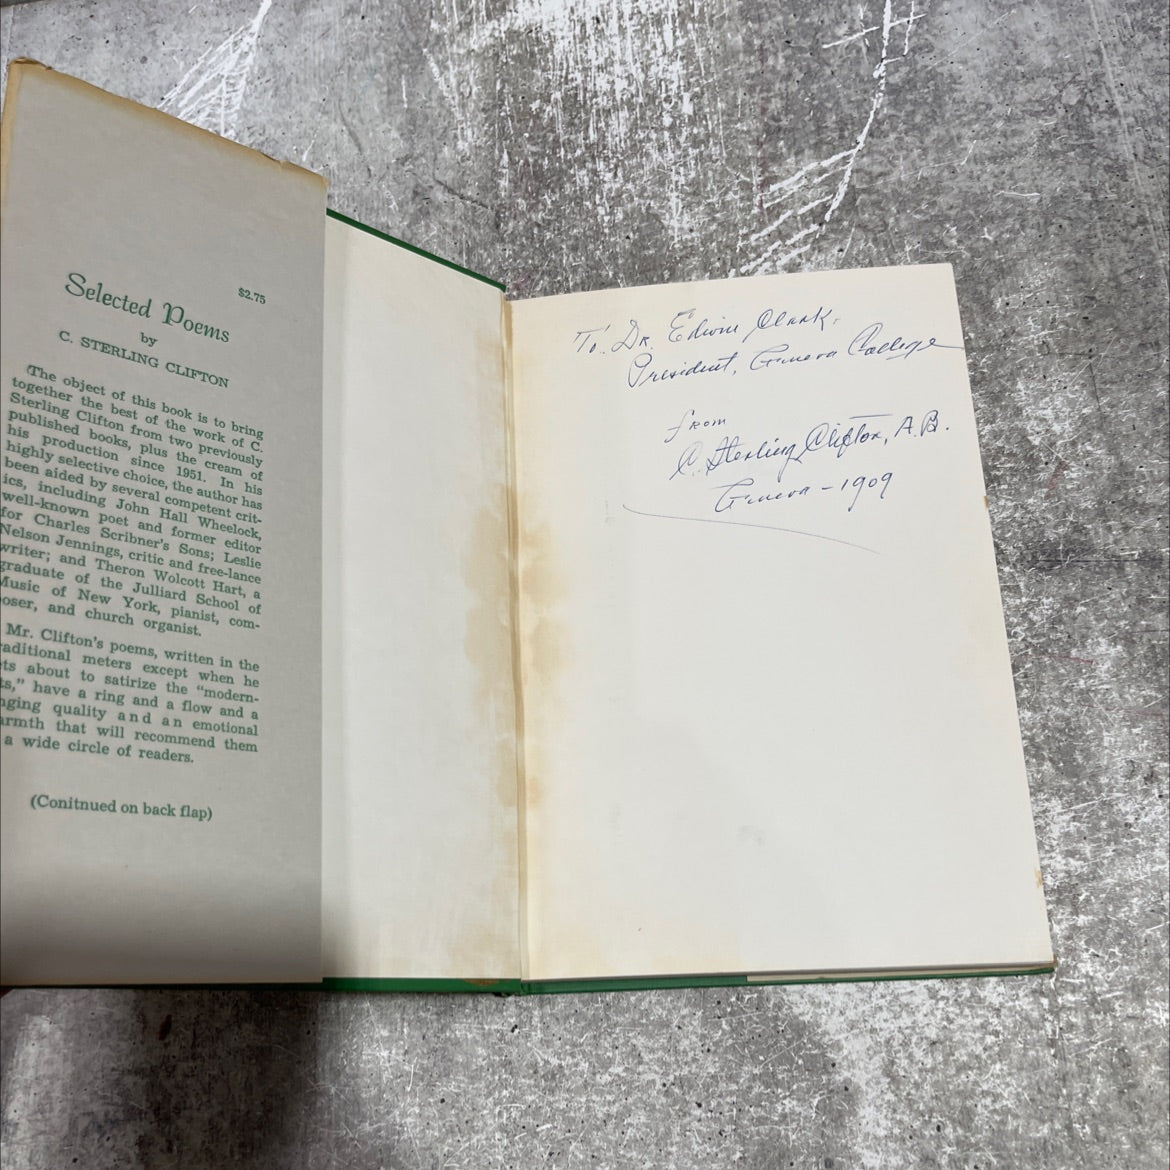 $2.75
Selected Poems
by
C. STERLING CLIFTON
The object of this book is to bring
together the best of the work of C.
Sterling Clifton from two previously
published books, plus the cream of
his production since 1951. In his
highly selective choice, the author has
been aided by several competent crit-
ics, including John Hall Wheelock,
well-known poet and former editor
for Charles Scribner's Sons; Leslie
Nelson Jennings, critic and free-lance
writer; and Theron Wolcott Hart, a
graduate of the Julliard School of
Music of New York, pianist, com-
oser, and church organist.
Mr. Clifton's poems, written in the
raditional meters except when he
ets about to satirize the "modern-
ts," have a ring and a flow and a
nging quality and an emotional
armth that will recommend them
a wide circle of readers.
(Conitnued on back flap)
To Dr. Edwin Clark,
President, Geneva College
from
C. Sterling Clifton, A.B.
Geneva - 1909